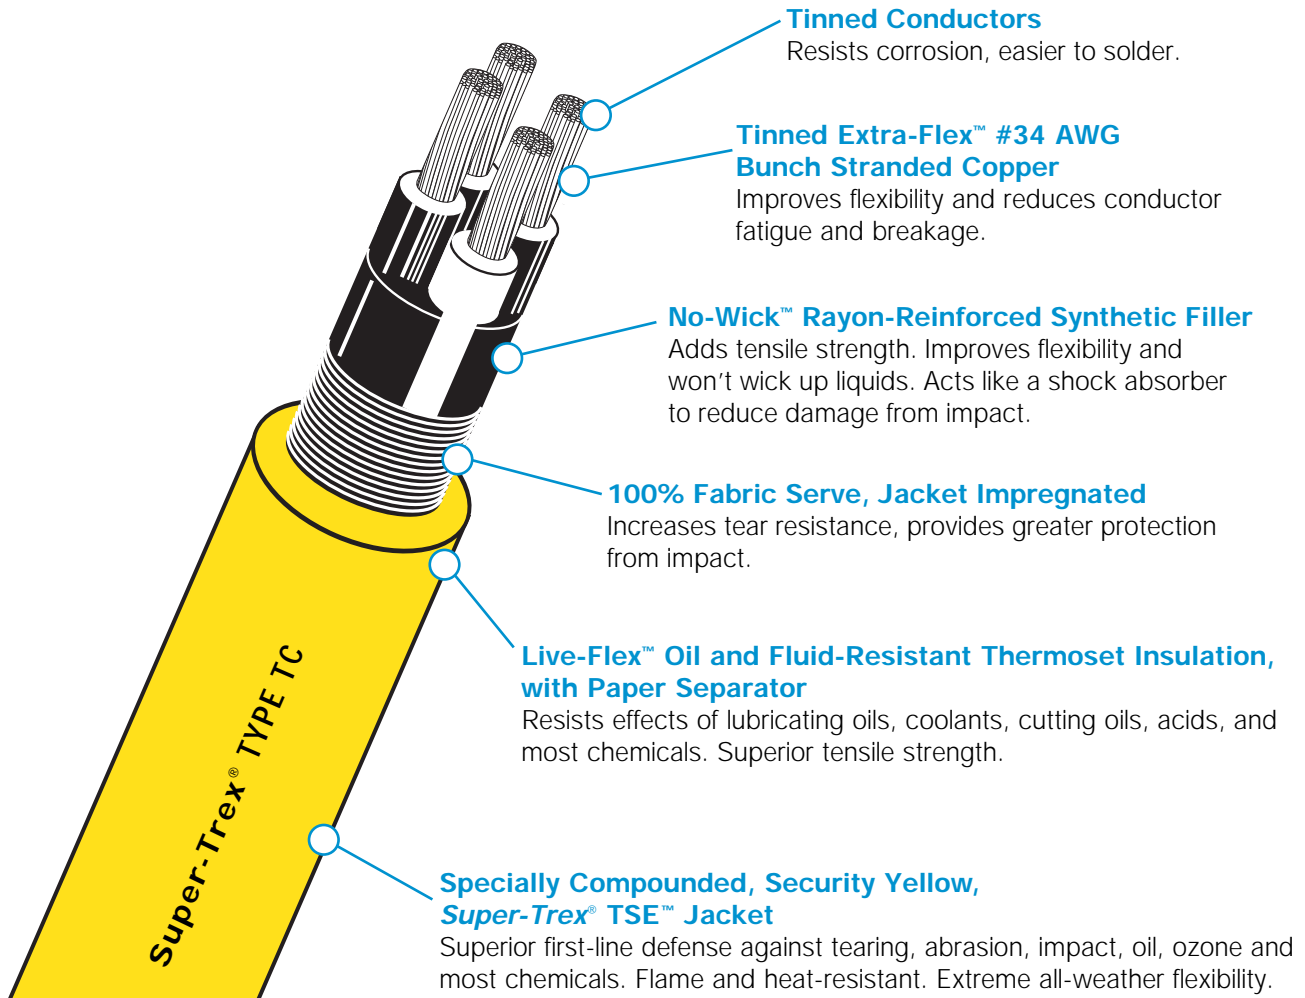 Tinned Conductors
Resists corrosion, easier to solder.
Tinned Extra-Flex™ #34 AWG
Bunch Stranded Copper
Improves flexibility and reduces conductor
fatigue and breakage.
No-Wick™ Rayon-Reinforced Synthetic Filler
Adds tensile strength. Improves flexibility and
won’t wick up liquids. Acts like a shock absorber
to reduce damage from impact.
100% Fabric Serve, Jacket Impregnated
Increases tear resistance, provides greater protection
from impact.
Live-Flex™ Oil and Fluid-Resistant Thermoset Insulation,
with Paper Separator
Resists effects of lubricating oils, coolants, cutting oils, acids, and
most chemicals. Superior tensile strength.
Super-Trex® TYPE TC
Specially Compounded, Security Yellow,
Super-Trex® TSE™ Jacket
Superior first-line defense against tearing, abrasion, impact, oil, ozone and
most chemicals. Flame and heat-resistant. Extreme all-weather flexibility.